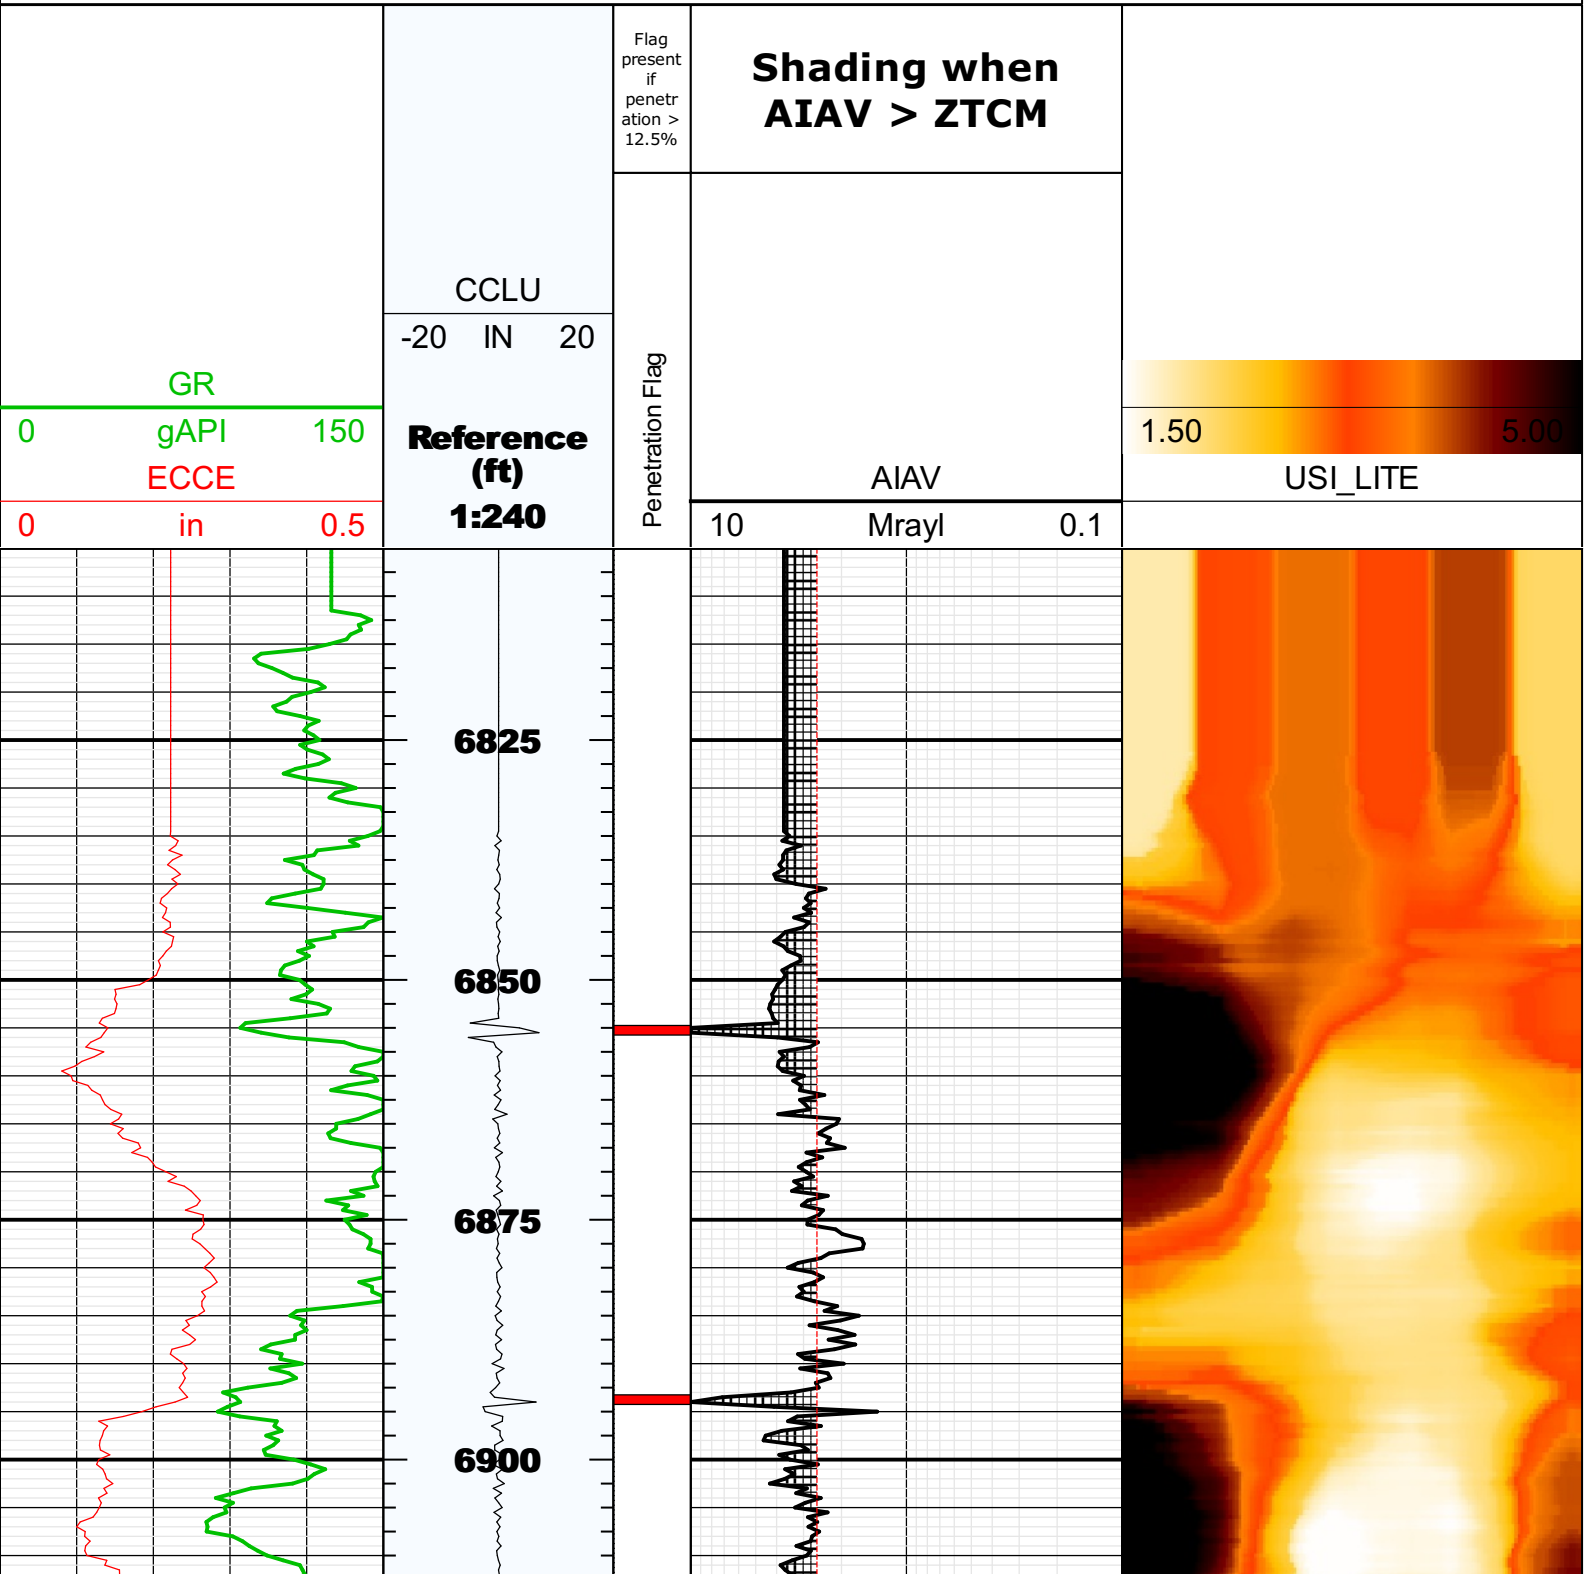 Flag
present
if
penetr
ation >
12.5%
Shading when
AIAV > ZTCM
CCLU
-20 IN 20
GR
0 gAPI 150
ECCE
0 in 0.5
Reference
(ft)
1:240
Penetration Flag
AIAV
10 Mrayl 0.1
1.50 5.00
USI_LITE
6825
6850
6875
6900